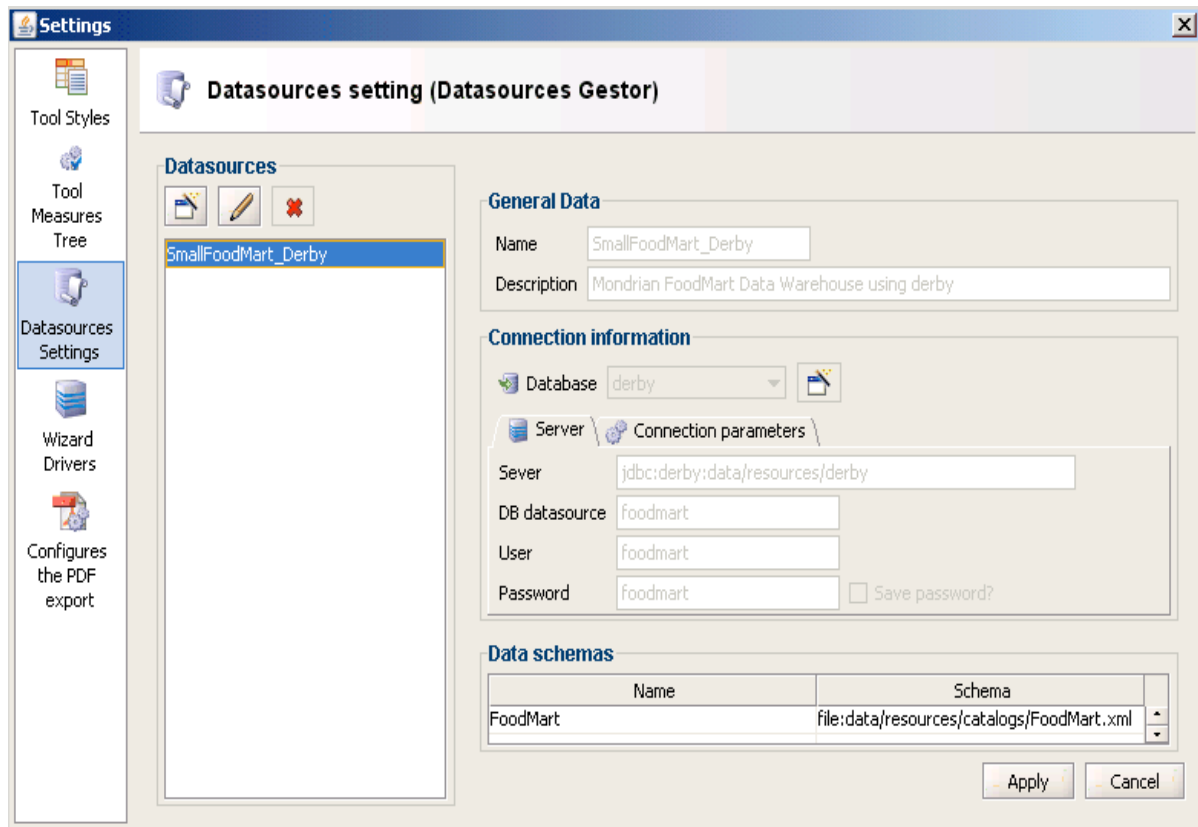 Settings
Tool Styles
Tool
Measures
Tree
Datasources
Settings
Wizard
Drivers
Configures
the PDF
export
Datasources setting (Datasources Gestor)
Datasources
SmallFoodMart_Derby
General Data
Name SmallFoodMart_Derby
Description Mondrian FoodMart Data Warehouse using derby
Connection information
Database derby
Server Connection parameters
Sever jdbc:derby:data/resources/derby
DB datasource foodmart
User foodmart
Password foodmart Save password?
Data schemas
Name Schema
FoodMart file:data/resources/catalogs/FoodMart.xml
Apply Cancel